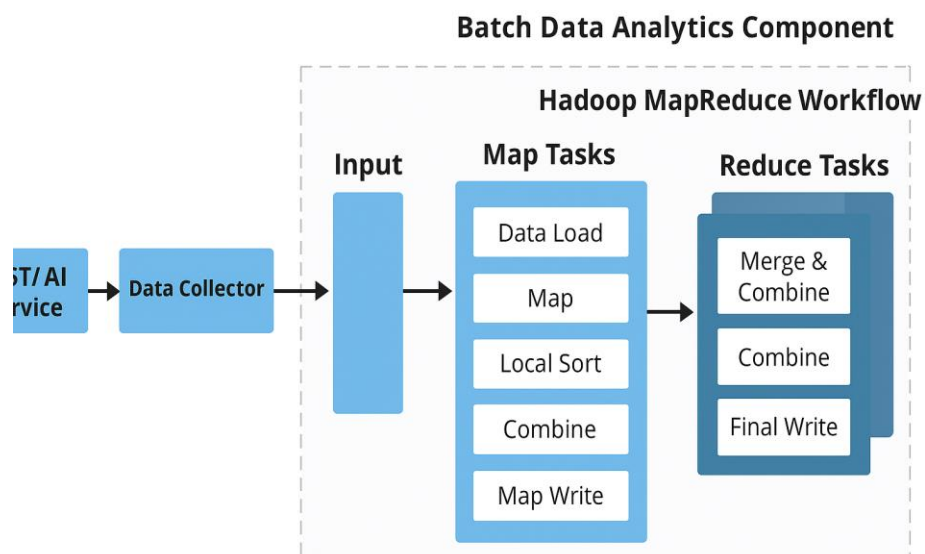 Batch Data Analytics Component
Hadoop MapReduce Workflow
Input
Map Tasks
Reduce Tasks
ST/ AI
rvice
Data Collector
Data Load
Map
Local Sort
Combine
Map Write
Merge &
Combine
Combine
Final Write